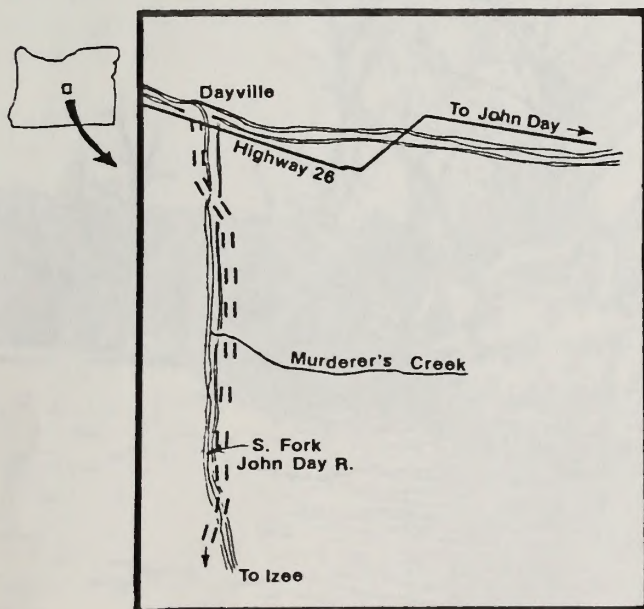 Dayville
To John Day
Highway 26
Murderer's Creek
S. Fork
John Day R.
To Izee